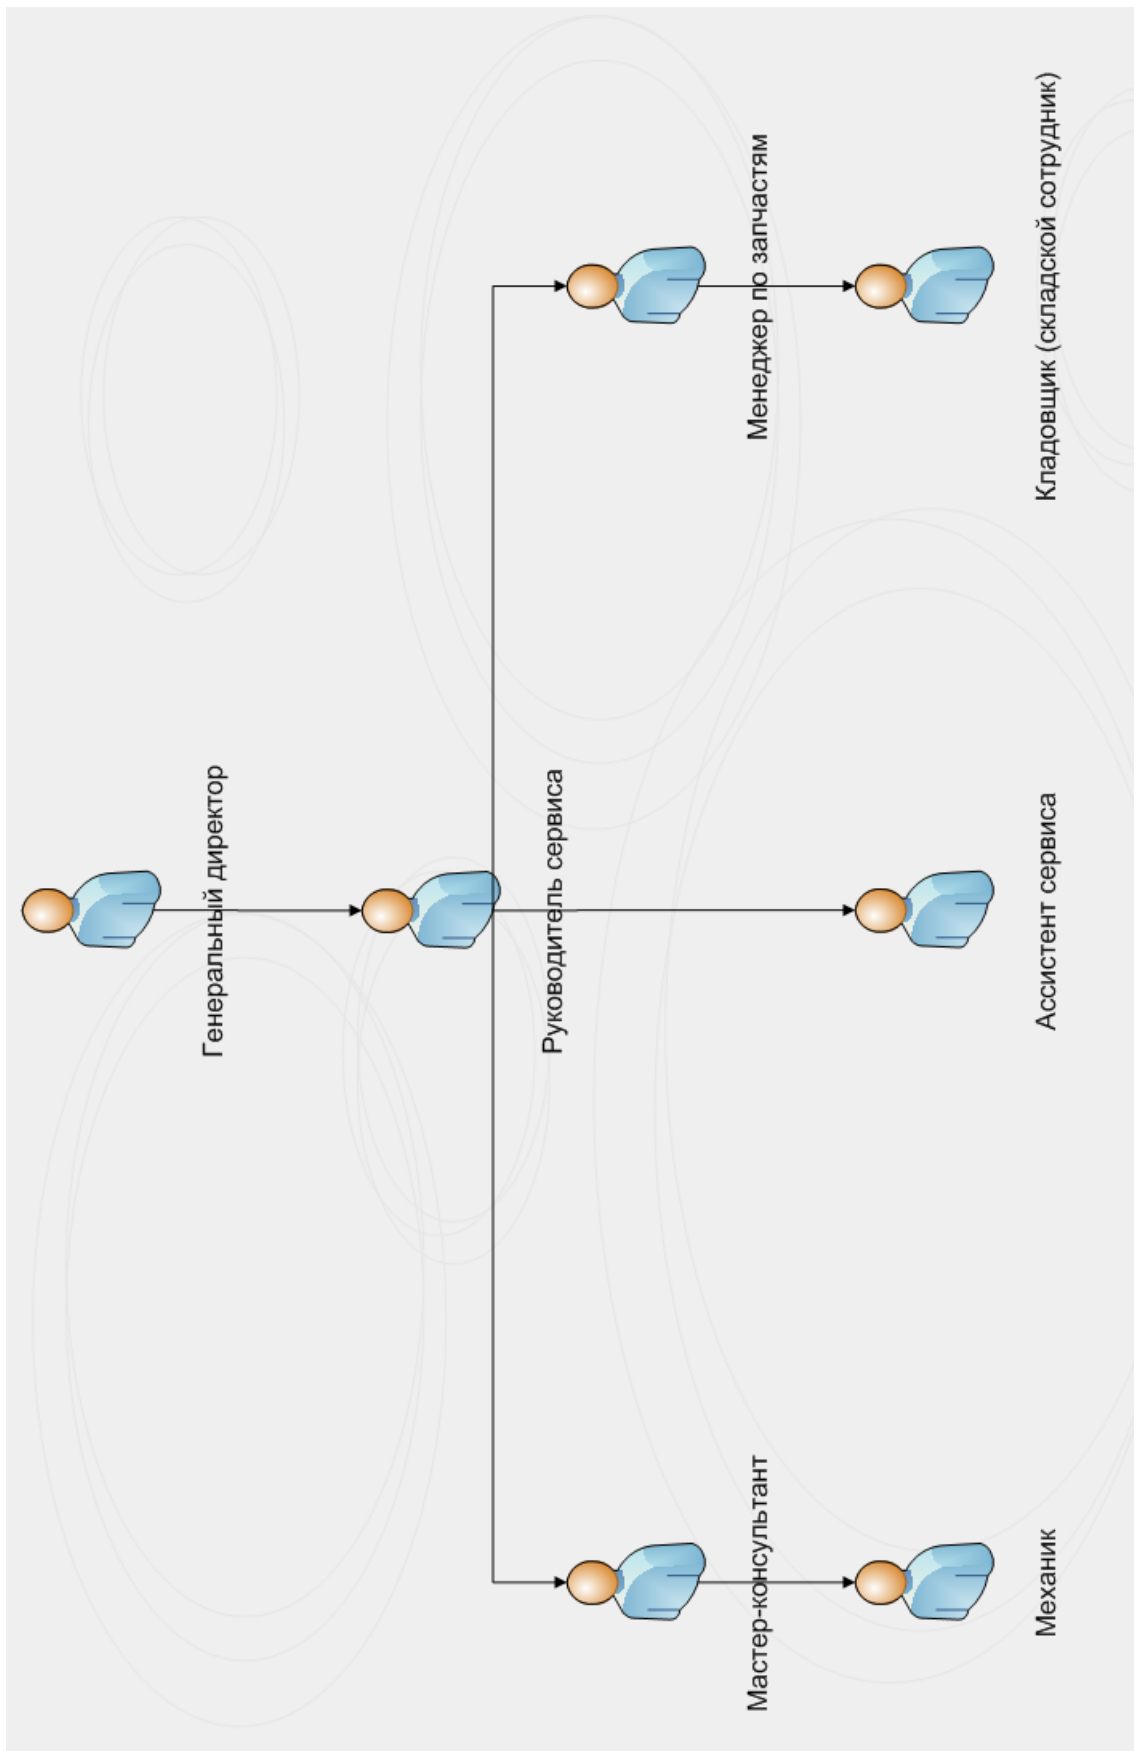 Генеральный директор
Руководитель сервиса
Мастер-консультант
Менеджер по запчастям
Механик
Ассистент сервиса
Кладовщик (складской сотрудник)